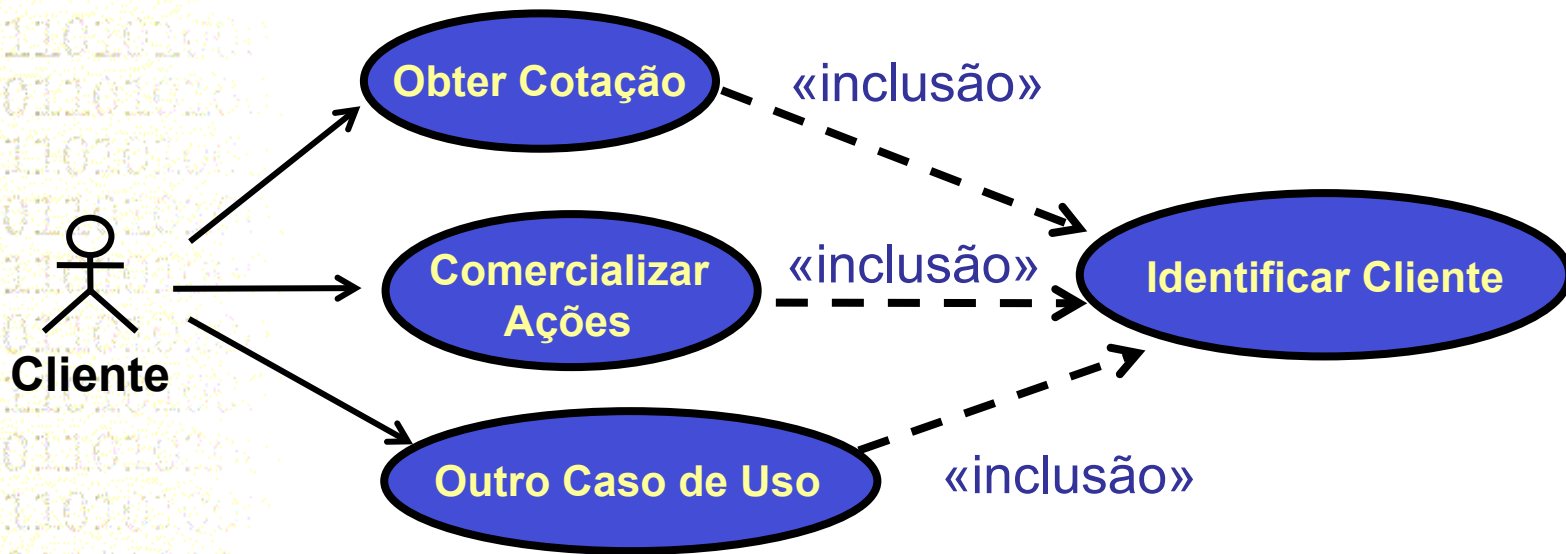 Obter Cotação
«inclusão»
Comercializar
Ações
«inclusão»
Identificar Cliente
Cliente
Outro Caso de Uso
«inclusão»